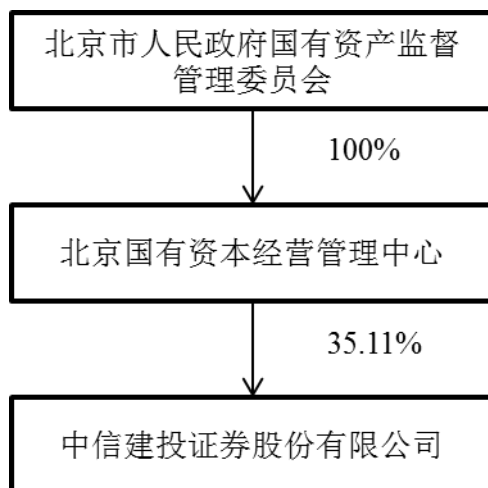 北京市人民政府国有资产监督
管理委员会
100%
北京国有资本经营管理中心
35.11%
中信建投证券股份有限公司